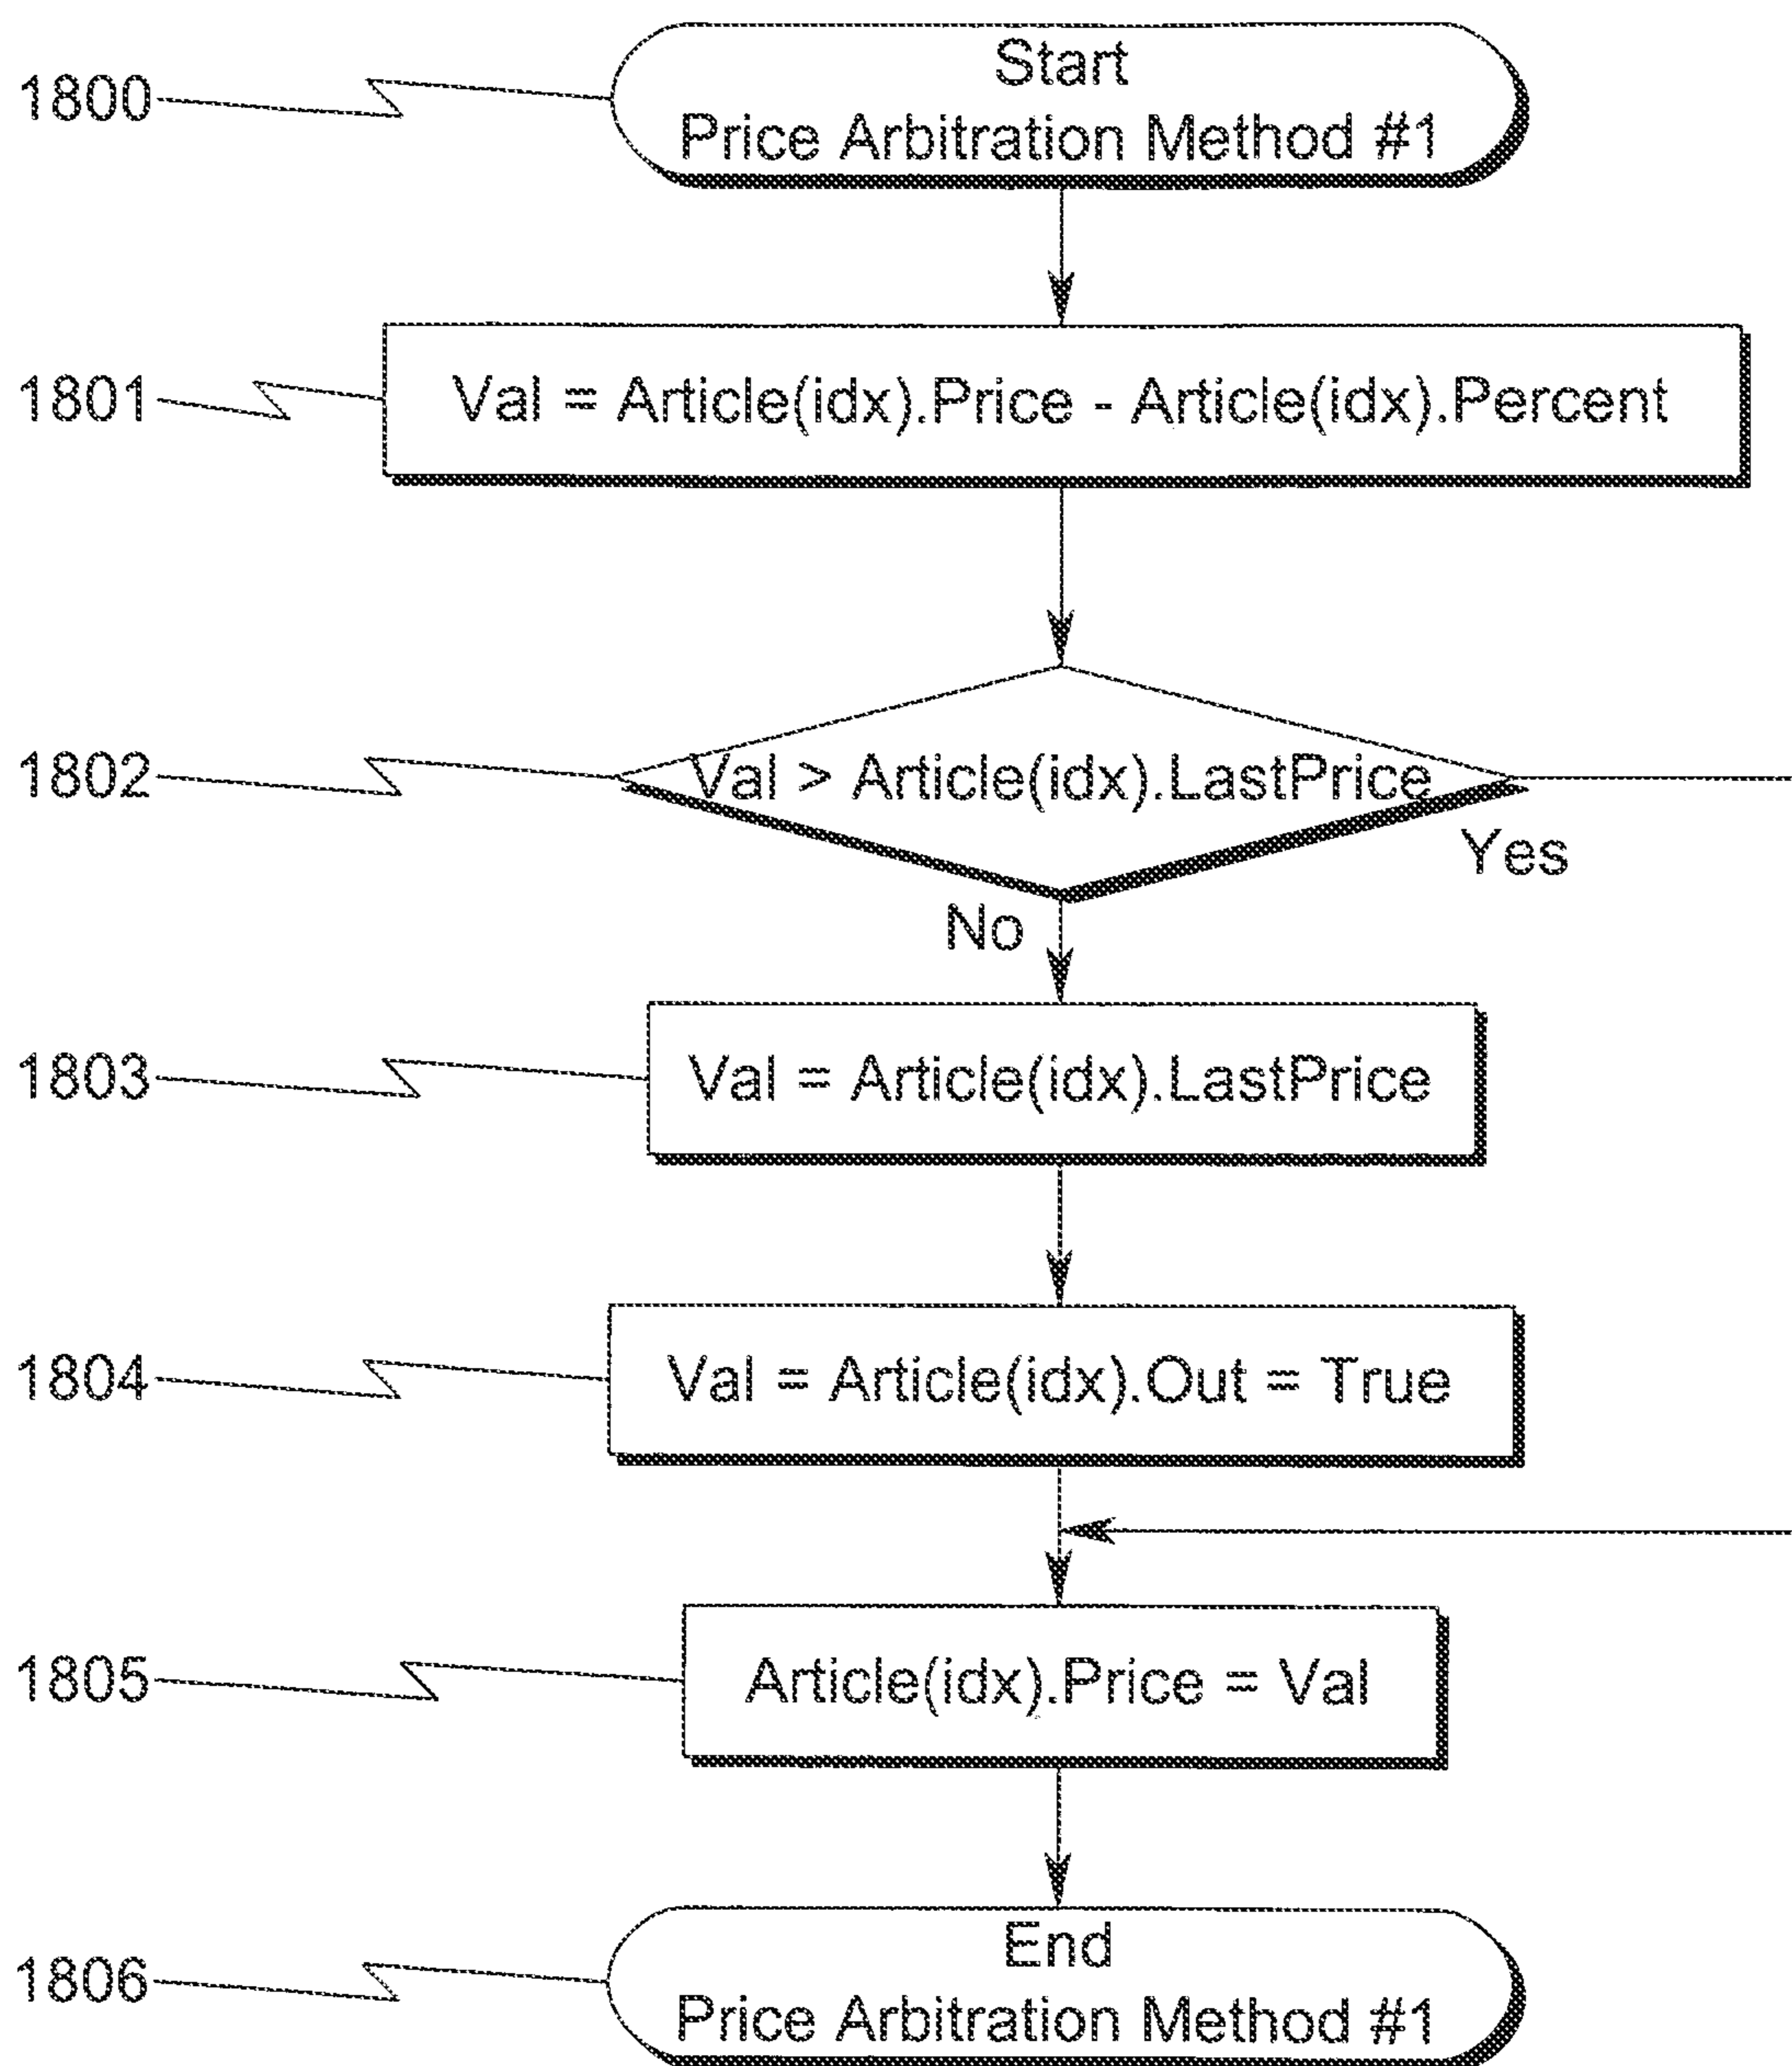 1800
Start
Price Arbitration Method #1
1801
Val = Article(idx).Price - Article(idx).Percent
1802
Val > Article(idx).LastPrice
Yes
No
1803
Val = Article(idx).LastPrice
1804
Val = Article(idx).Out = True
1805
Article(idx).Price = Val
1806
End
Price Arbitration Method #1